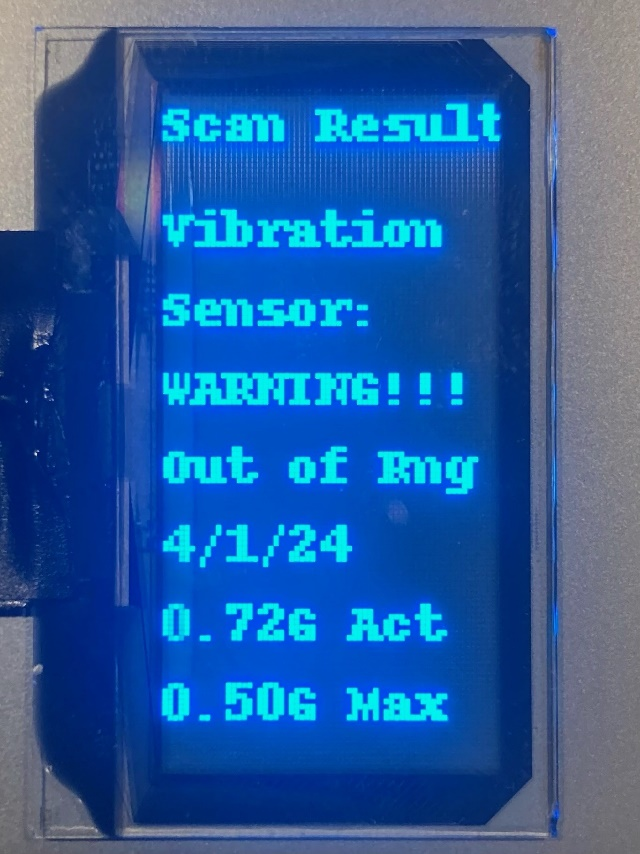 Scan Result
Vibration
Sensor:
WARNING!!!
Out of Rng
4/1/24
0.72G Act
0.50G Max